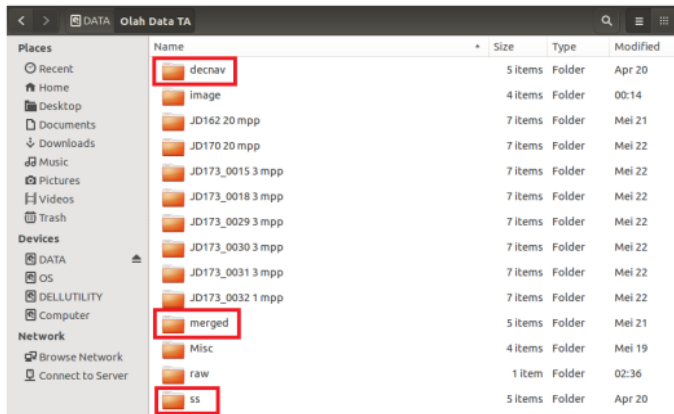 DATA Olah Data TA
Places
Recent
Home
Desktop
Documents
Downloads
Music
Pictures
Videos
Trash
Devices
DATA
OS
DELLUTILITY
Computer
Network
Browse Network
Connect to Server
Name Size Type Modified
decnav 5 items Folder Apr 20
image 4 items Folder 00:14
JD162 20 mpp 7 items Folder Mei 21
JD170 20 mpp 7 items Folder Mei 22
JD173_0015 3 mpp 7 items Folder Mei 22
JD173_0018 3 mpp 7 items Folder Mei 22
JD173_0029 3 mpp 7 items Folder Mei 22
JD173_0030 3 mpp 7 items Folder Mei 22
JD173_0031 3 mpp 7 items Folder Mei 22
JD173_0032 1 mpp 7 items Folder Mei 22
merged 5 items Folder Mei 21
Misc 4 items Folder Mei 19
raw 1 item Folder 02:36
ss 5 items Folder Apr 20